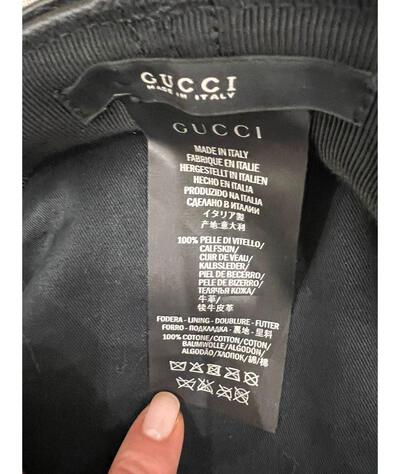 GUCCI
MADE IN ITALY
GUCCI
MADE IN ITALY
FABRIQUE EN ITALIE
HERGESTELLT IN ITALIEN
HECHO EN ITALIA
PRODUZIDO NA ITALIA
СДЕЛАНО В ИТАЛИИ
イタリア製
产地:意大利
100% PELLE DI VITELLO/
CALFSKIN/
CUIR DE VEAU/
KALBSLEDER/
PIEL DE BECERRO/
PELE DE BIZERRO/
ТЕЛЯЧЬЯ КОЖА/
牛革/
犊牛皮革
FODERA - LINING - DOUBLURE - FUTTER
FORRO - ПОДКЛАДКА - 裏地 - 里料
100% COTONE/COTTON/COTON/
BAUMWOLLE/ALGODÓN/
ALGODÃO/ХЛОПОК/綿/棉